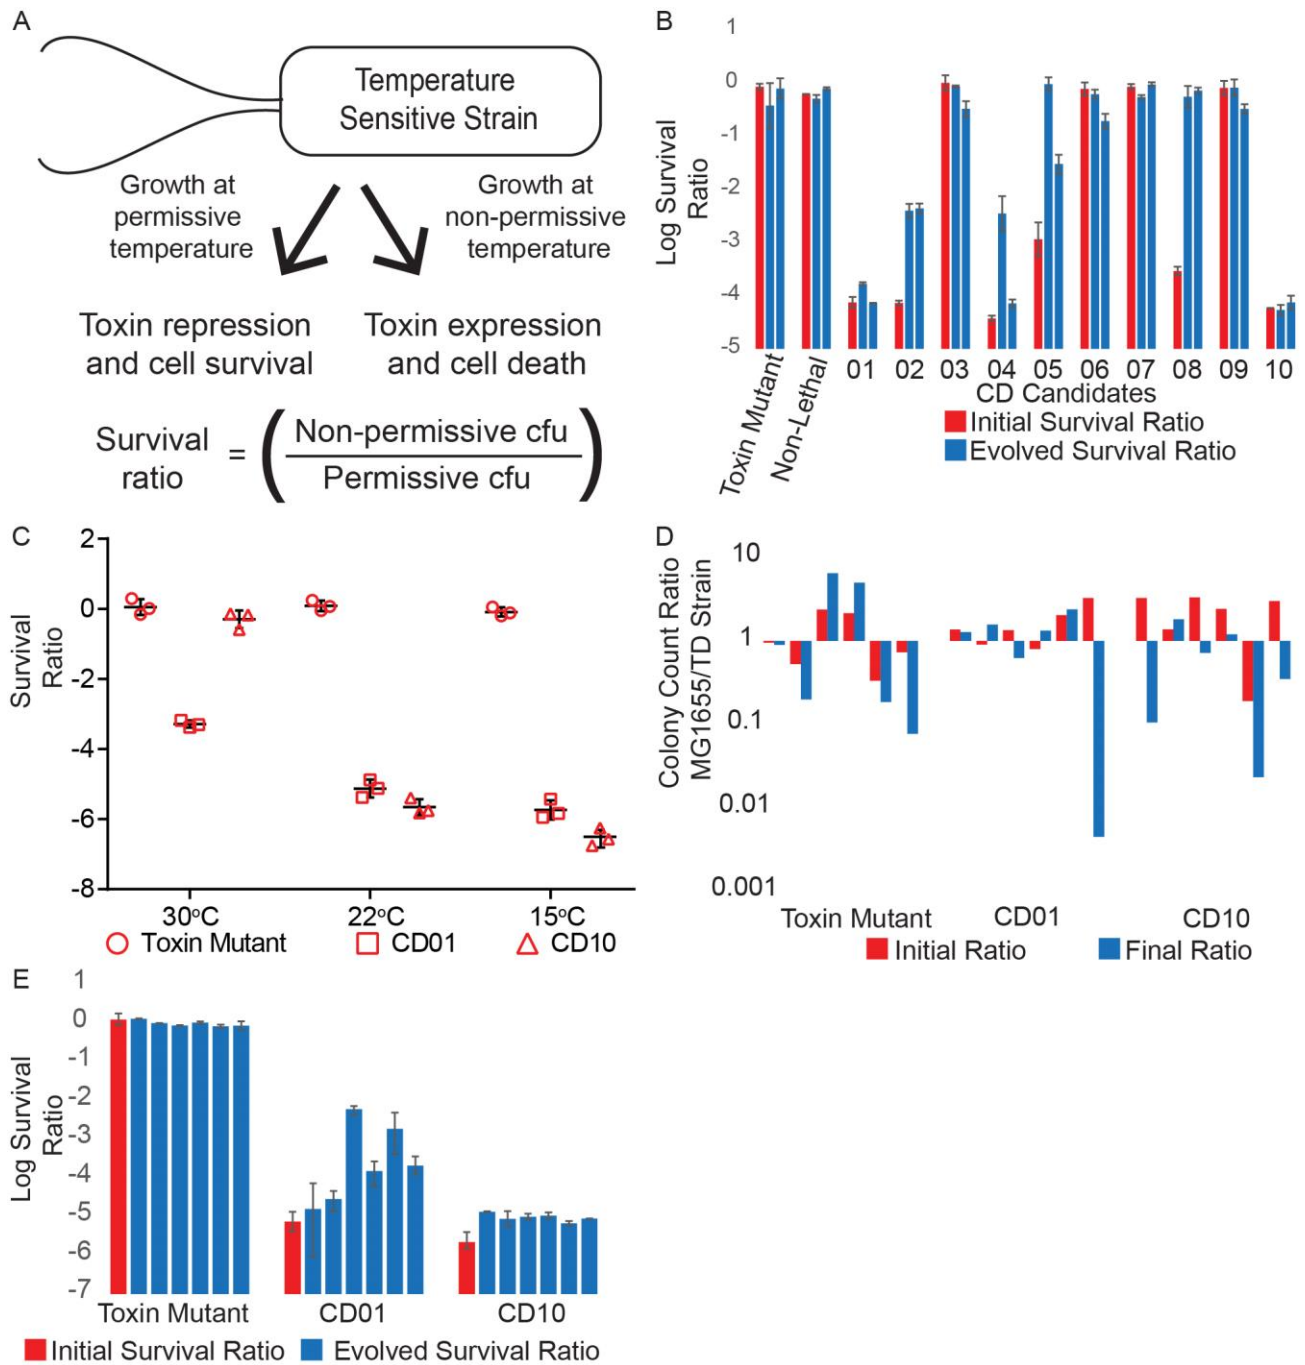 A
Temperature
Sensitive Strain
Growth at
permissive
temperature
Growth at
non-permissive
temperature
Toxin repression
and cell survival
Toxin expression
and cell death
Survival
ratio
=
(
Non-permissive cfu
Permissive cfu
)
B
Log Survival
Ratio
1
0
-1
-2
-3
-4
-5
Toxin Mutant
Non-Lethal
01 02 03 04 05 06 07 08 09 10
CD Candidates
Initial Survival Ratio
Evolved Survival Ratio
C
Survival
Ratio
2
0
-2
-4
-6
-8
30°C 22°C 15°C
Toxin Mutant CD01 CD10
D
Colony Count Ratio
MG1655/TD Strain
10
1
0.1
0.01
0.001
Toxin Mutant CD01 CD10
Initial Ratio Final Ratio
E
Log Survival
Ratio
1
0
-1
-2
-3
-4
-5
-6
-7
Toxin Mutant CD01 CD10
Initial Survival Ratio Evolved Survival Ratio